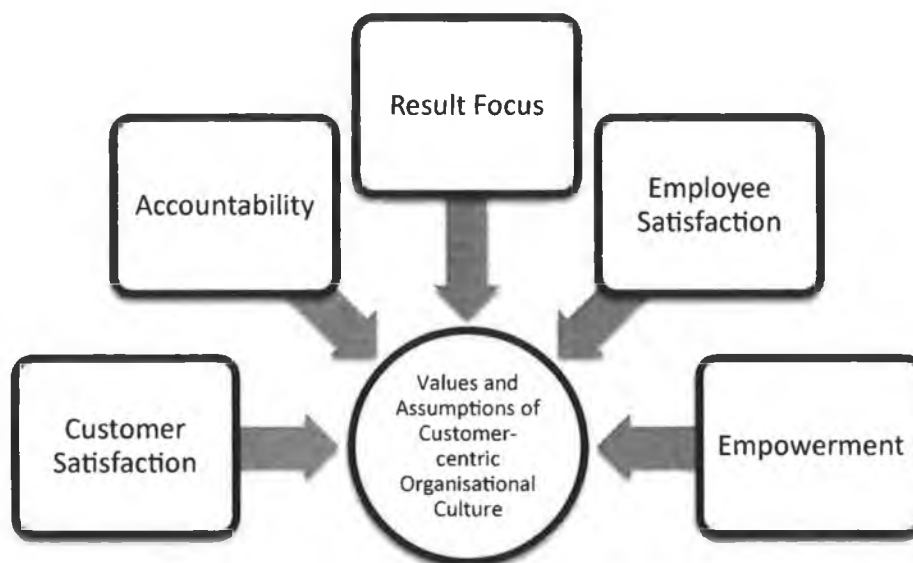 Result Focus
Accountability
Employee
Satisfaction
Customer
Satisfaction
Values and
Assumptions of
Customer-
centric
Organisational
Culture
Empowerment